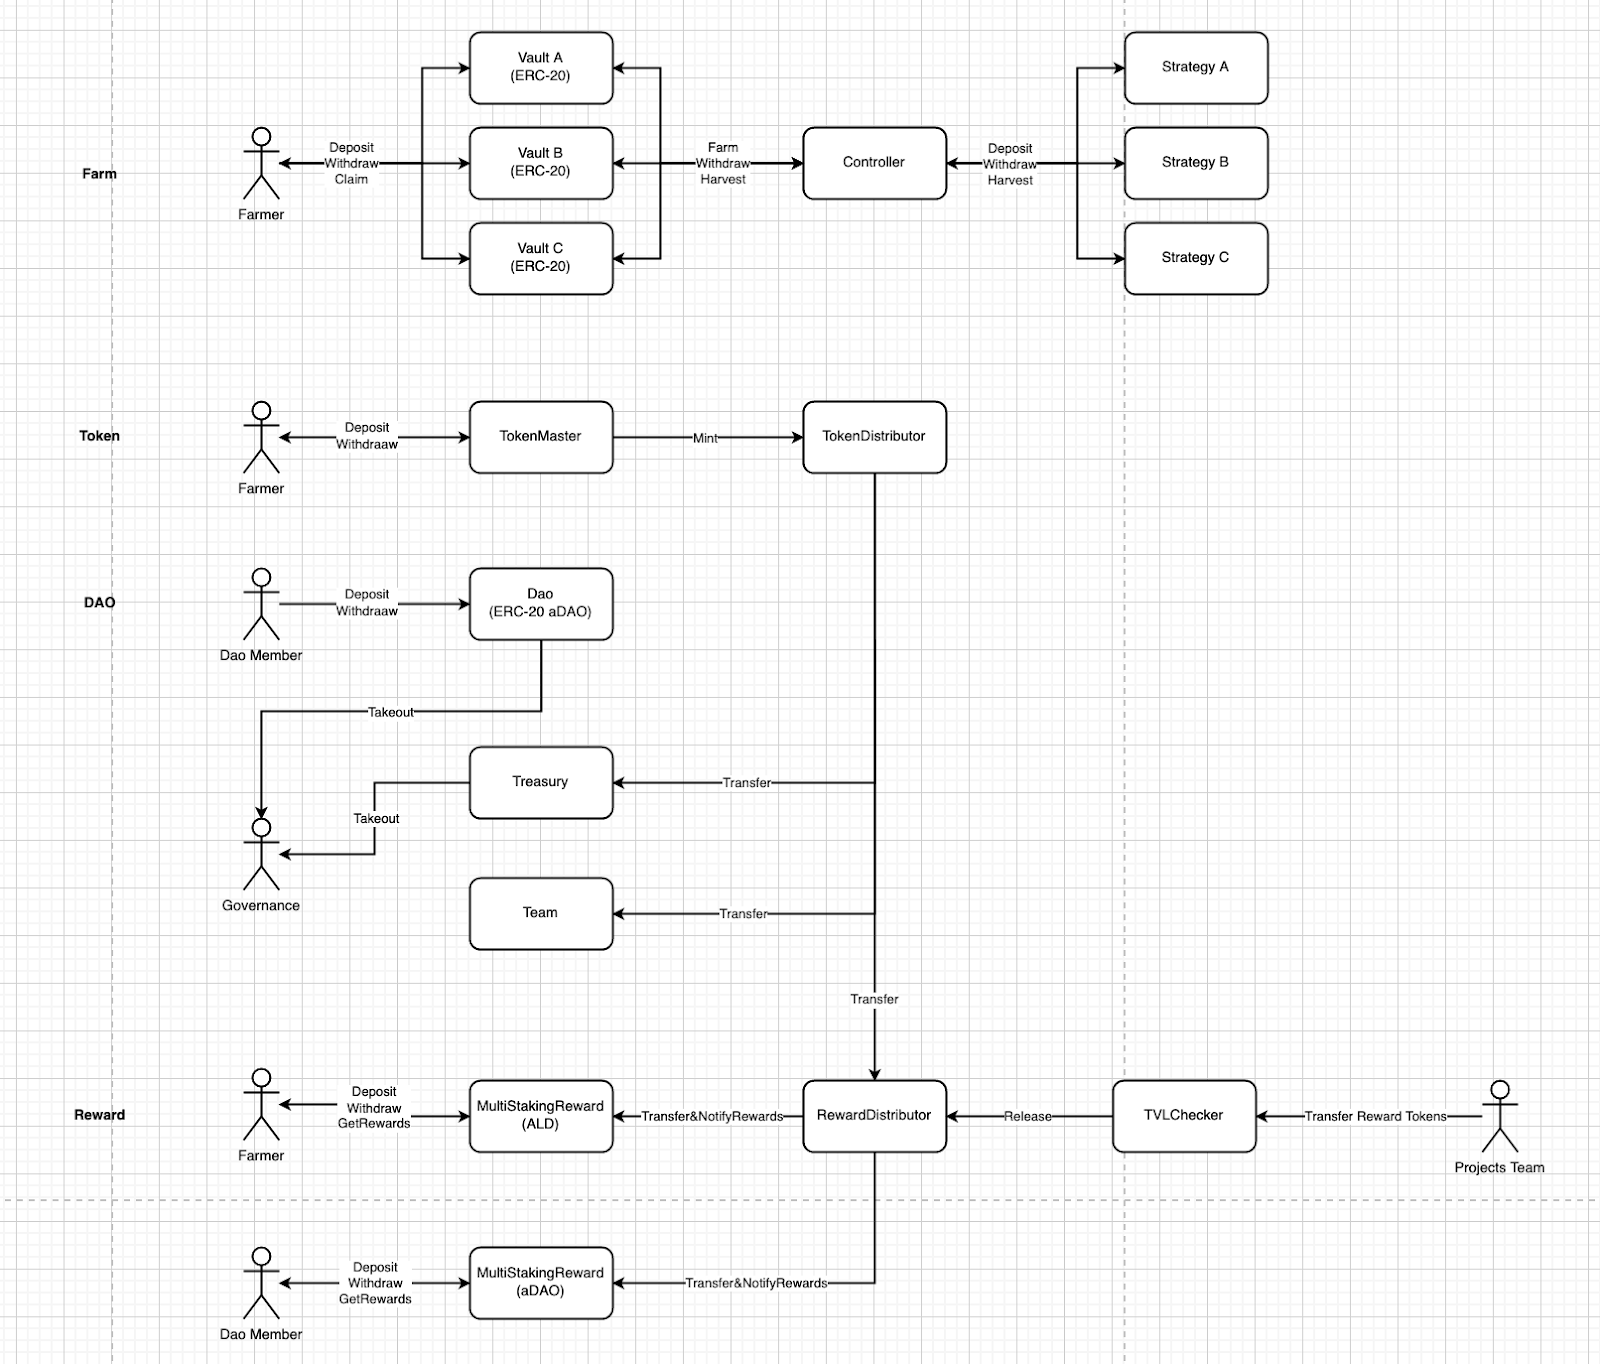 Farm
Farmer
Deposit
Withdraw
Claim
Vault A
(ERC-20)
Vault B
(ERC-20)
Vault C
(ERC-20)
Farm
Withdraw
Harvest
Controller
Deposit
Withdraw
Harvest
Strategy A
Strategy B
Strategy C
Token
Farmer
Deposit
Withdraaw
TokenMaster
Mint
TokenDistributor
DAO
Dao Member
Deposit
Withdraaw
Dao
(ERC-20 aDAO)
Takeout
Treasury
Transfer
Takeout
Governance
Team
Transfer
Transfer
Reward
Farmer
Deposit
Withdraw
GetRewards
MultiStakingReward
(ALD)
Transfer&NotifyRewards
RewardDistributor
Release
TVLChecker
Transfer Reward Tokens
Projects Team
Dao Member
Deposit
Withdraw
GetRewards
MultiStakingReward
(aDAO)
Transfer&NotifyRewards